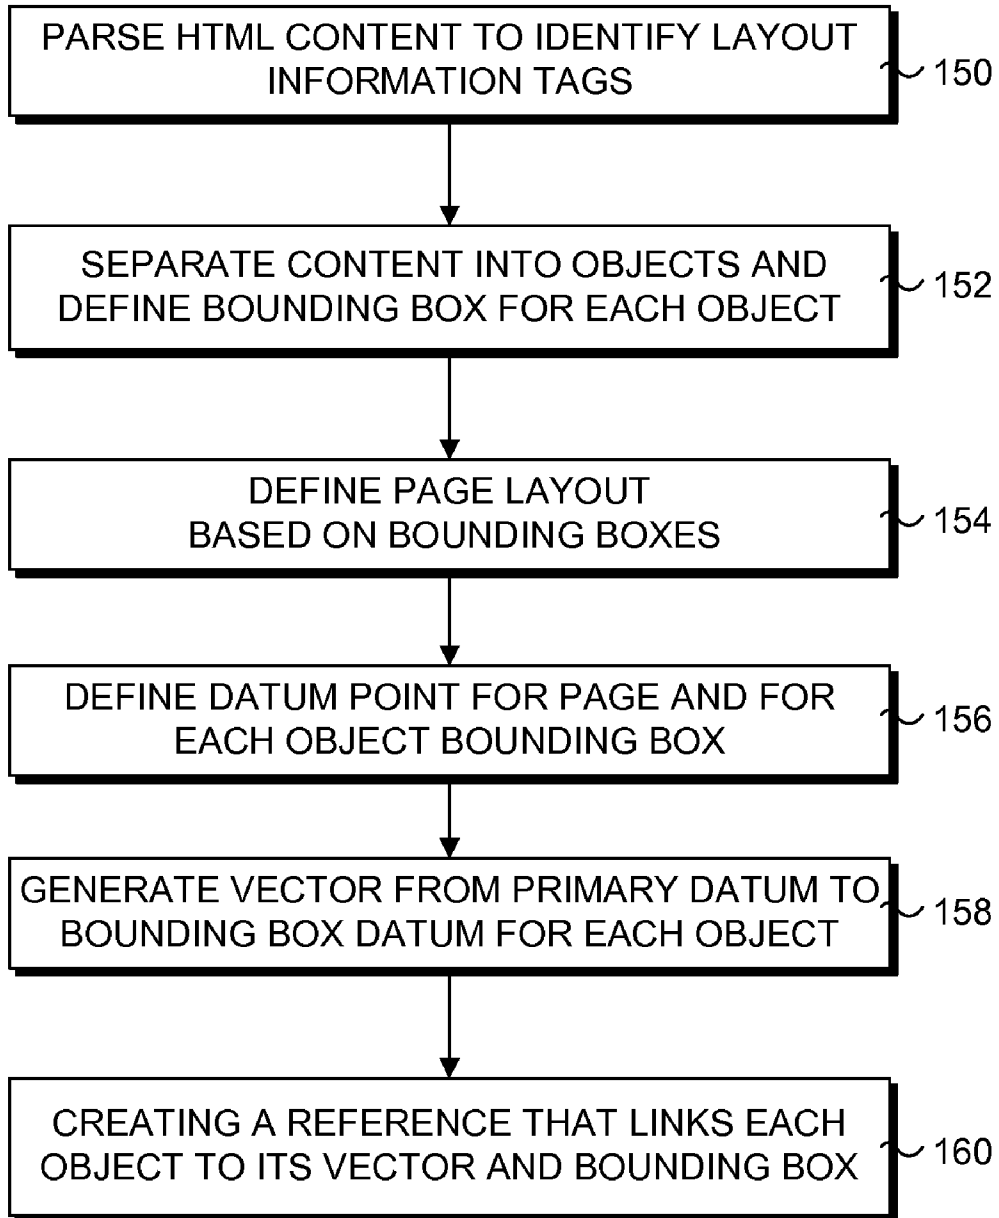 PARSE HTML CONTENT TO IDENTIFY LAYOUT
INFORMATION TAGS
150
SEPARATE CONTENT INTO OBJECTS AND
DEFINE BOUNDING BOX FOR EACH OBJECT
152
DEFINE PAGE LAYOUT
BASED ON BOUNDING BOXES
154
DEFINE DATUM POINT FOR PAGE AND FOR
EACH OBJECT BOUNDING BOX
156
GENERATE VECTOR FROM PRIMARY DATUM TO
BOUNDING BOX DATUM FOR EACH OBJECT
158
CREATING A REFERENCE THAT LINKS EACH
OBJECT TO ITS VECTOR AND BOUNDING BOX
160